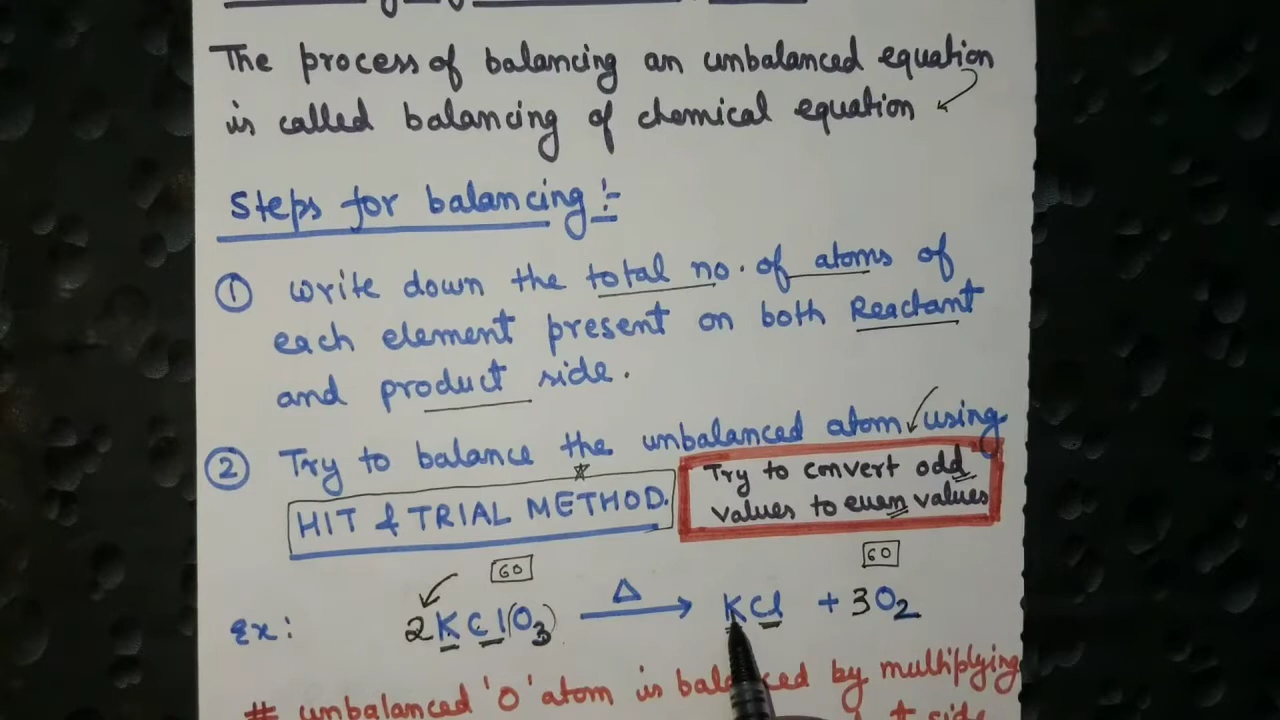 The process of balancing an unbalanced equation
is called balancing of chemical equation
Steps for balancing :-
① Write down the total no. of atoms of
each element present on both Reactant
and product side.
② Try to balance the unbalanced atom using
HIT & TRIAL METHOD.
Try to convert odd
values to even values
6O
6O
Ex: 2KClO3 Δ→ KCl + 3O2
# unbalanced 'O' atom is balanced by multiplying
side